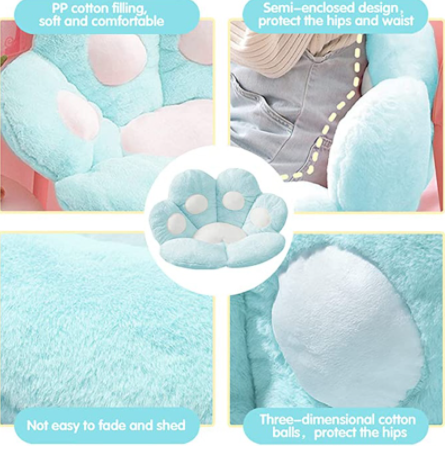 PP cotton filling,
soft and comfortable
Semi-enclosed design,
protect the hips and waist
Not easy to fade and shed
Three-dimensional cotton
balls, protect the hips